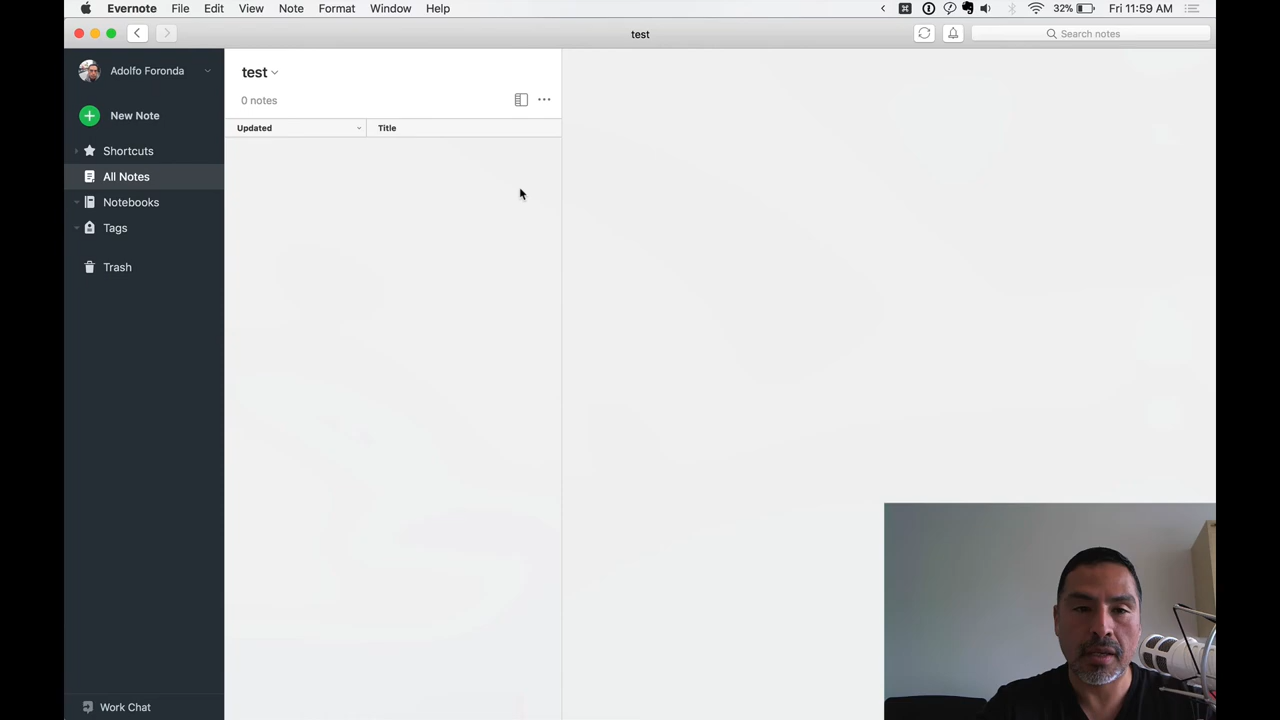 Evernote File Edit View Note Format Window Help 32% Fri 11:59 AM
test
Search notes
Adolfo Foronda
New Note
Shortcuts
All Notes
Notebooks
Tags
Trash
Work Chat
test
0 notes
Updated Title